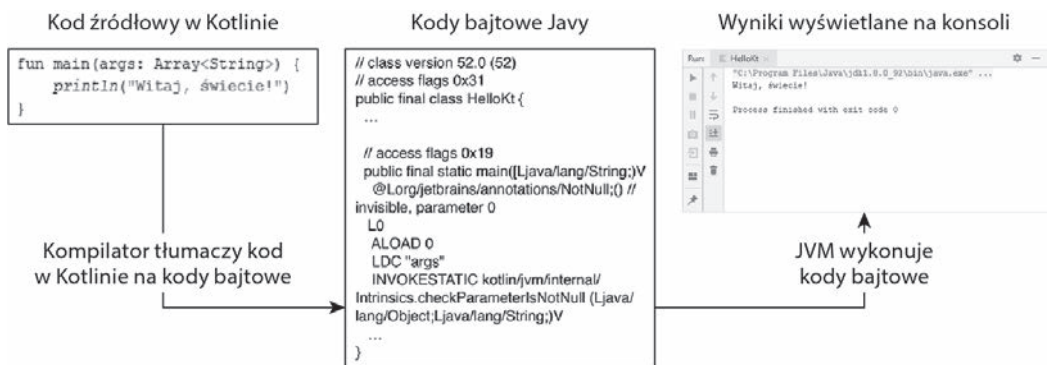 Kod źródłowy w Kotlinie
fun main(args: Array<String>) {
println("Witaj, świecie!")
}
Kompilator tłumaczy kod
w Kotlinie na kody bajtowe
Kody bajtowe Javy
// class version 52.0 (52)
// access flags 0x31
public final class HelloKt {
...
// access flags 0x19
public final static main([Ljava/lang/String;)V
@Lorg/jetbrains/annotations/NotNull;() //
invisible, parameter 0
L0
ALOAD 0
LDC "args"
INVOKESTATIC kotlin/jvm/internal/
Intrinsics.checkParameterIsNotNull (Ljava/
lang/Object;Ljava/lang/String;)V
...
}
Wyniki wyświetlane na konsoli
Run: HelloKt
"C:\Program Files\Java\jdk1.8.0_92\bin\java.exe" ...
Witaj, świecie!
Process finished with exit code 0
JVM wykonuje
kody bajtowe